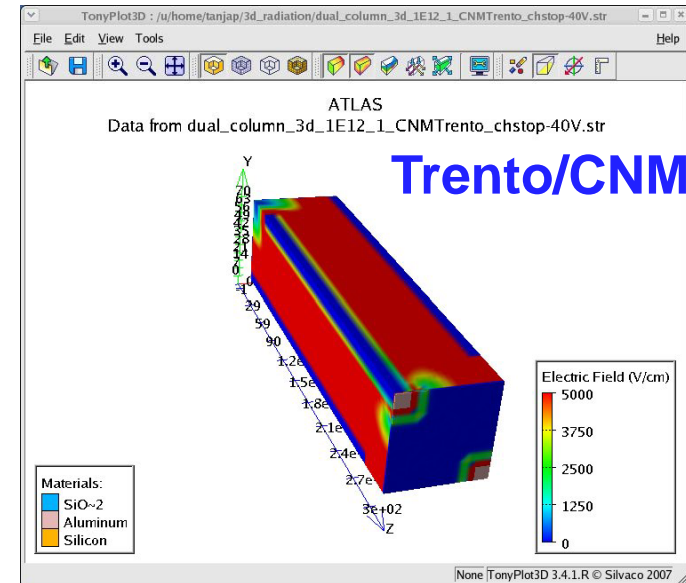 TonyPlot3D : /u/home/tanjap/3d_radiation/dual_column_3d_1E12_1_CNMTrento_chstop-40V.str
File Edit View Tools Help
ATLAS
Data from dual_column_3d_1E12_1_CNMTrento_chstop-40V.str
Trento/CNM
Y
70
63
56
49
42
35
28
21
14
7
0
0
29
59
90
1.2e
1.5e
1.8e
2.1e
2.4e
2.7e
3e+02
Z
Electric Field (V/cm)
5000
3750
2500
1250
0
Materials:
SiO~2
Aluminum
Silicon
None TonyPlot3D 3.4.1.R © Silvaco 2007